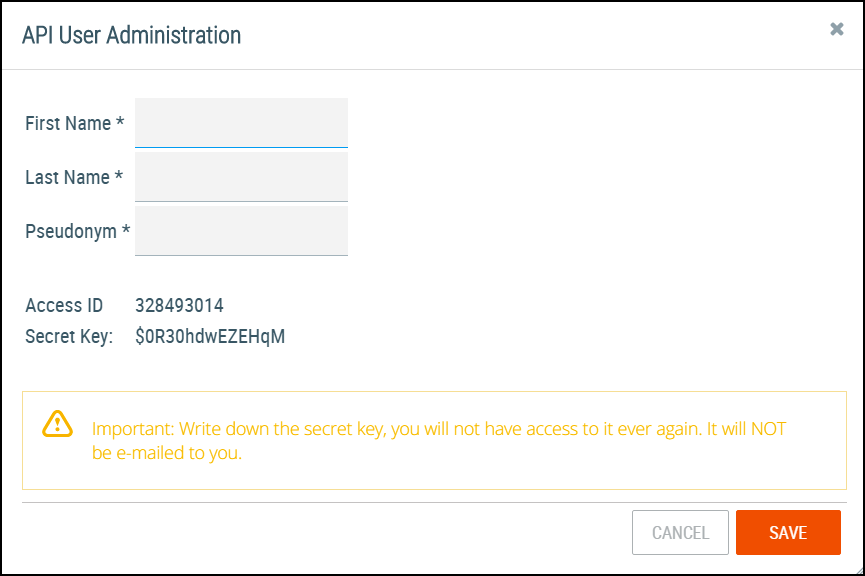 API User Administration
First Name *
Last Name *
Pseudonym *
Access ID 328493014
Secret Key: $0R30hdwEZEHqM
Important: Write down the secret key, you will not have access to it ever again. It will NOT
be e-mailed to you.
CANCEL SAVE